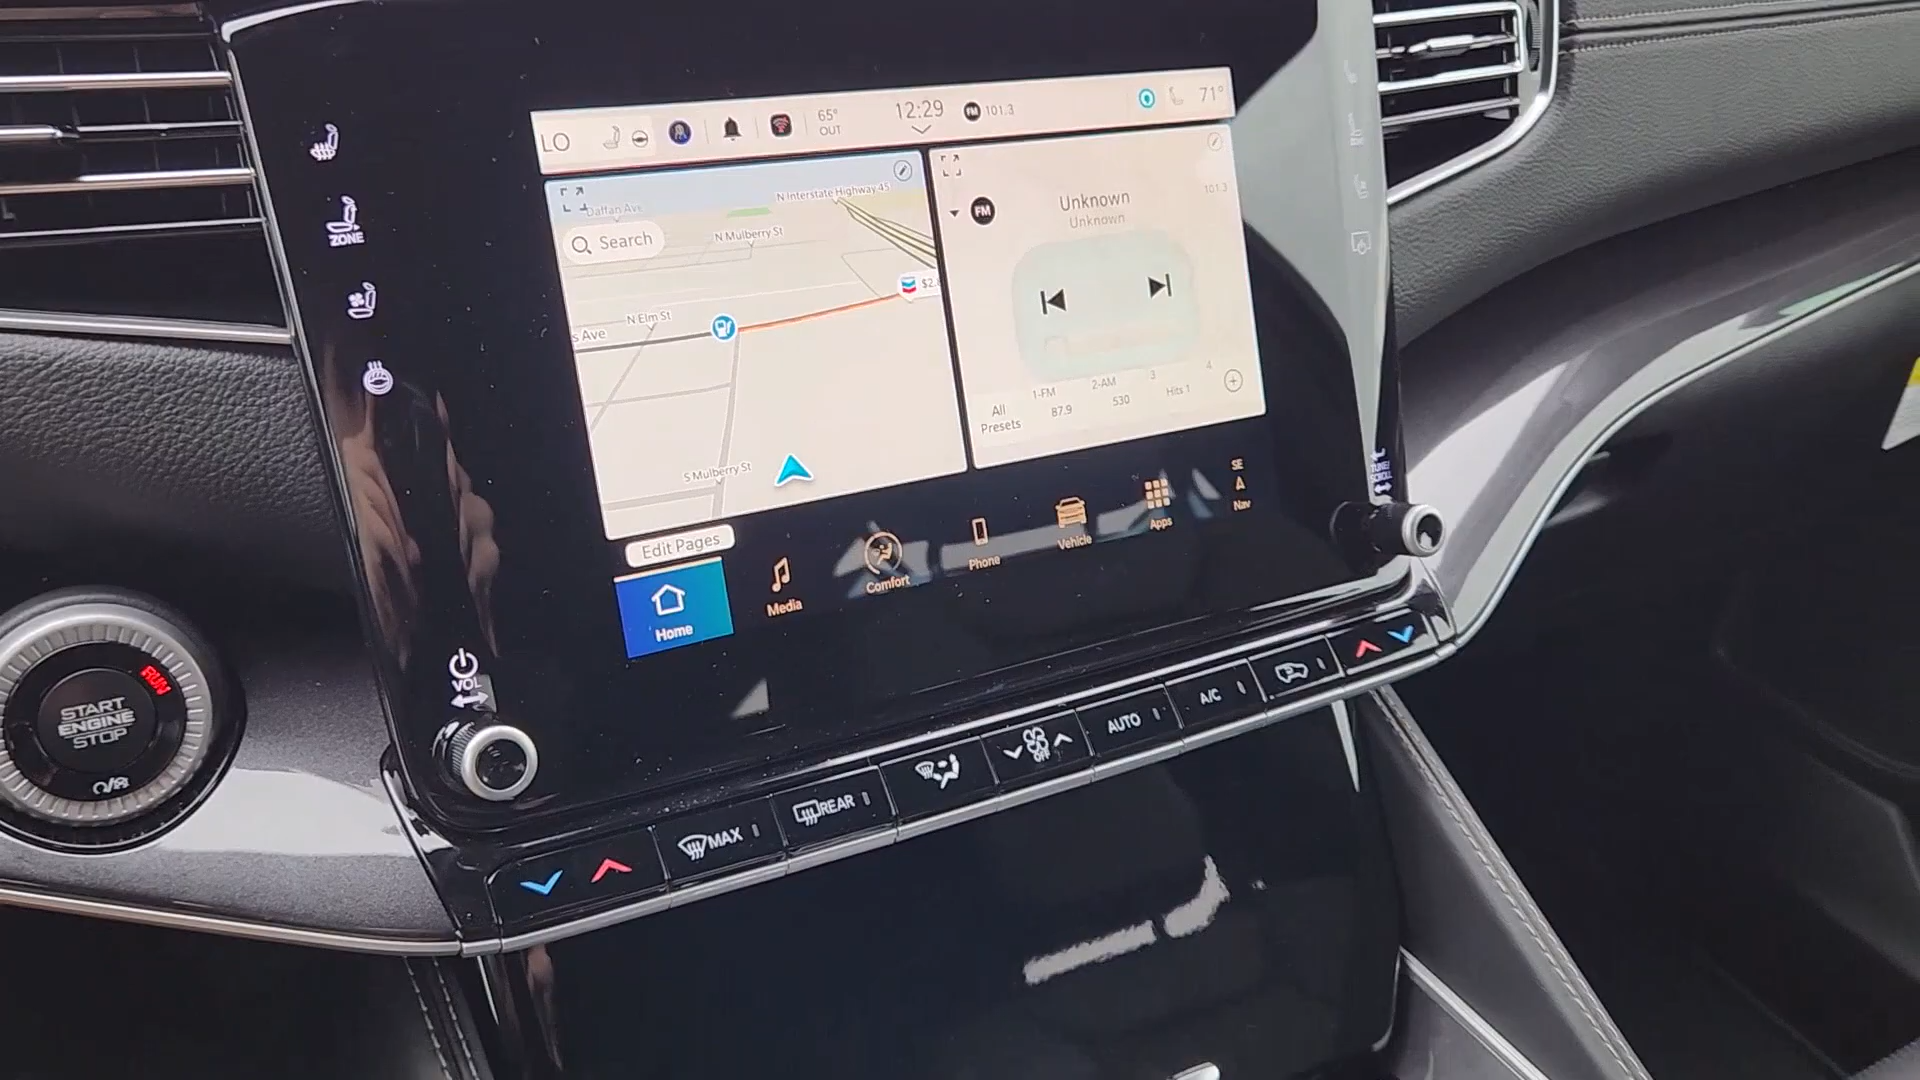 LO
65°
OUT
12:29
FM 101.3
71°
Daffan Ave
N Interstate Highway 45
Search
N Mulberry St
N Elm St
s Ave
S Mulberry St
101.3
FM
Unknown
Unknown
All
Presets
1-FM
87.9
2-AM
530
3
Hits 1
4
Edit Pages
Home
Media
Comfort
Phone
Vehicle
Apps
SE
Nav
ZONE
VOL
TUNE/
SCROLL
START
ENGINE
STOP
RUN
MAX
REAR
OFF
AUTO
A/C